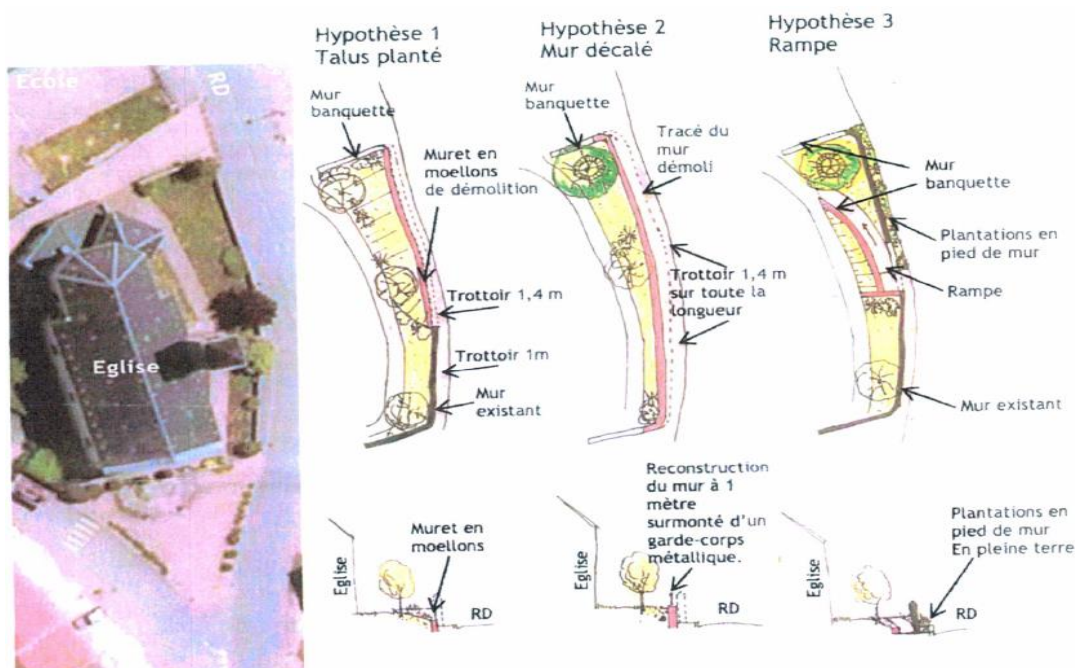 Ecole
RD
Eglise
Hypothèse 1
Talus planté
Mur
banquette
Muret en
moellons
de démolition
Trottoir 1,4 m
Trottoir 1m
Mur
existant
Hypothèse 2
Mur décalé
Mur
banquette
Tracé du
mur
démoli
Trottoir 1,4 m
sur toute la
longueur
Hypothèse 3
Rampe
Mur
banquette
Plantations en
pied de mur
Rampe
Mur existant
Eglise
Muret en
moellons
RD
Eglise
Reconstruction
du mur à 1
mètre
surmonté d'un
garde-corps
métallique.
RD
Eglise
Plantations en
pied de mur
En pleine terre
RD